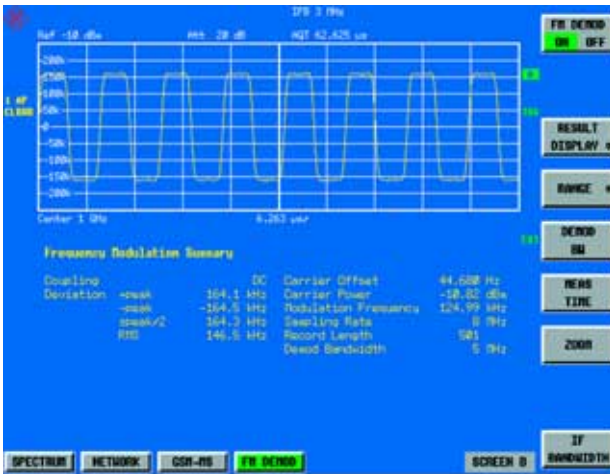 IFB 3 MHz
Ref -10 dBm Att 20 dB AQT 62.625 µs
FM DEMOD
ON OFF
200k
150k
100k
1 AP
CLRWR
50k
0
-50k
-100k
-150k
-200k
RESULT
DISPLAY
RANGE
Center 1 GHz 6.263 µs/
DEMOD
BW
Frequency Modulation Summary
Coupling DC Carrier Offset 44.680 Hz
Deviation +peak 164.1 kHz Carrier Power -10.82 dBm
-peak -164.5 kHz Modulation Frequency 124.99 kHz
±peak/2 164.3 kHz Sampling Rate 8 MHz
RMS 146.5 kHz Record Length 501
Demod Bandwidth 5 MHz
MEAS
TIME
ZOOM
IF
BANDWIDTH
SPECTRUM NETWORK GSM-MS FM DEMOD SCREEN B